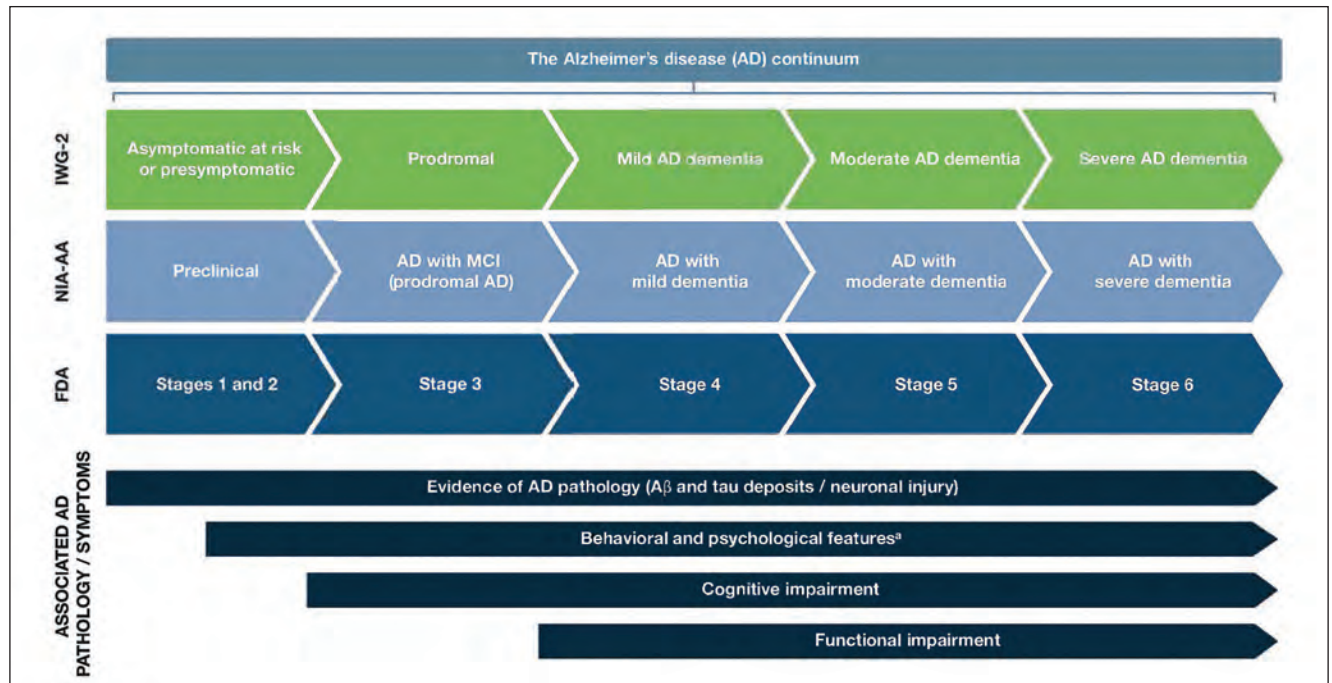 The Alzheimer's disease (AD) continuum
IWG-2
Asymptomatic at risk
or presymptomatic
Prodromal
Mild AD dementia
Moderate AD dementia
Severe AD dementia
NIA-AA
Preclinical
AD with MCI
(prodromal AD)
AD with
mild dementia
AD with
moderate dementia
AD with
severe dementia
FDA
Stages 1 and 2
Stage 3
Stage 4
Stage 5
Stage 6
ASSOCIATED AD
PATHOLOGY / SYMPTOMS
Evidence of AD pathology (Aβ and tau deposits / neuronal injury)
Behavioral and psychological featuresᵃ
Cognitive impairment
Functional impairment